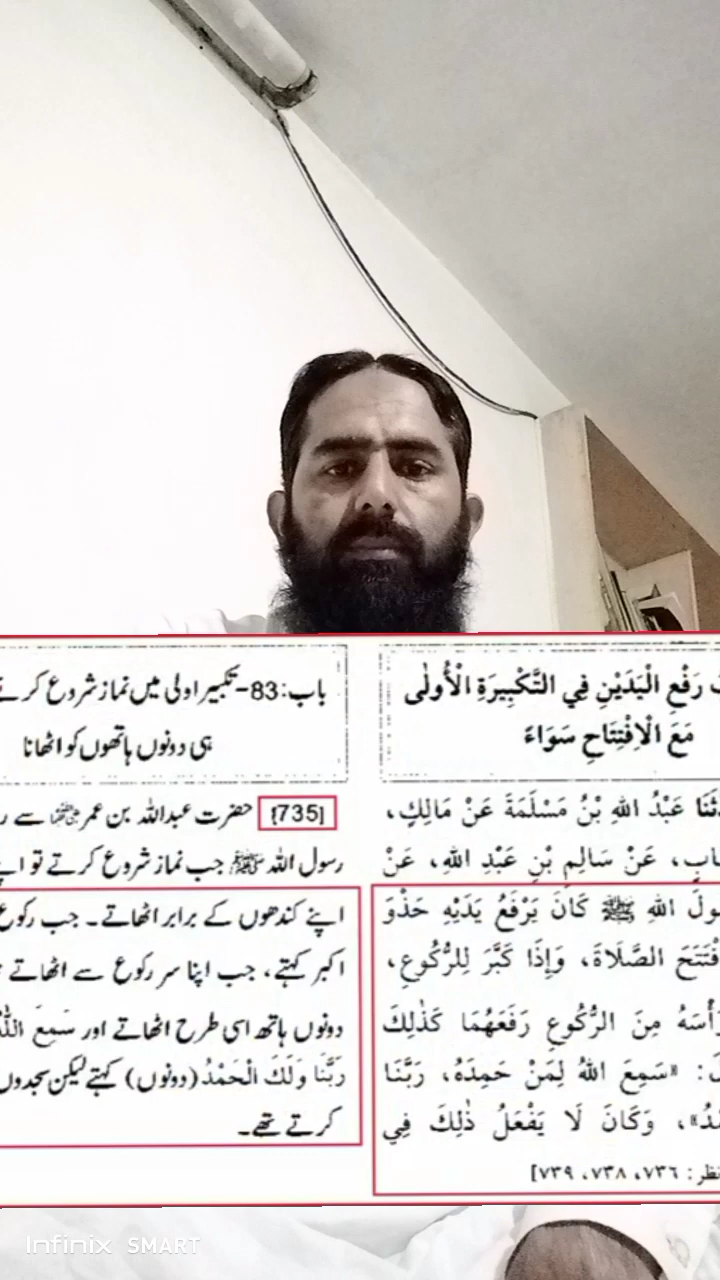 ب رَفْعِ الْيَدَيْنِ فِي التَّكْبِيرَةِ الْأُولٰى
مَعَ الْاِفْتِتَاحِ سَوَاءً
عَبْدُ اللهِ بْنُ مَسْلَمَةَ عَنْ مَالِكٍ،
عَنْ سَالِمِ بْنِ عَبْدِ اللهِ، عَنْ
اللهِ ﷺ كَانَ يَرْفَعُ يَدَيْهِ حَذْوَ
الصَّلَاةَ، وَإِذَا كَبَّرَ لِلرُّكُوعِ،
مِنَ الرُّكُوعِ رَفَعَهُمَا كَذٰلِكَ
«سَمِعَ اللهُ لِمَنْ حَمِدَهُ، رَبَّنَا
وَكَانَ لَا يَفْعَلُ ذٰلِكَ فِي
٧٣٦، ٧٣٨، ٧٣٩]
باب: 83- تکبیر اولی میں نماز شروع کرتے
ہی دونوں ہاتھوں کو اٹھانا
[735] حضرت عبداللہ بن عمر سے
رسول اللہ ﷺ جب نماز شروع کرتے تو
اپنے کندھوں کے برابر اٹھاتے۔ جب رکوع
اکبر کہتے، جب اپنا سر رکوع سے اٹھاتے
دونوں ہاتھ اسی طرح اٹھاتے اور سَمِعَ
رَبَّنَا وَلَكَ الْحَمْدُ (دونوں) کہتے لیکن سجدوں
کرتے تھے۔
Infinix SMART